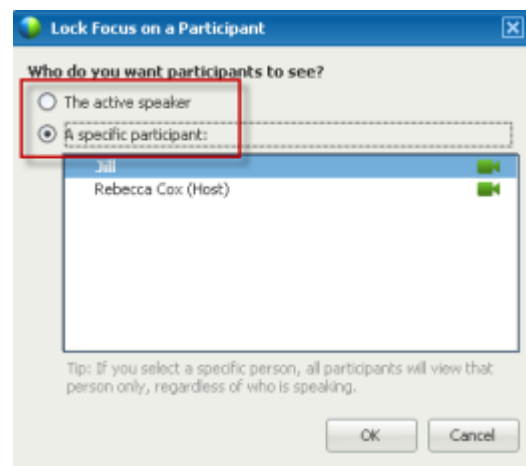 Lock Focus on a Participant
Who do you want participants to see?
The active speaker
A specific participant:
Jill
Rebecca Cox (Host)
Tip: If you select a specific person, all participants will view that
person only, regardless of who is speaking.
OK
Cancel